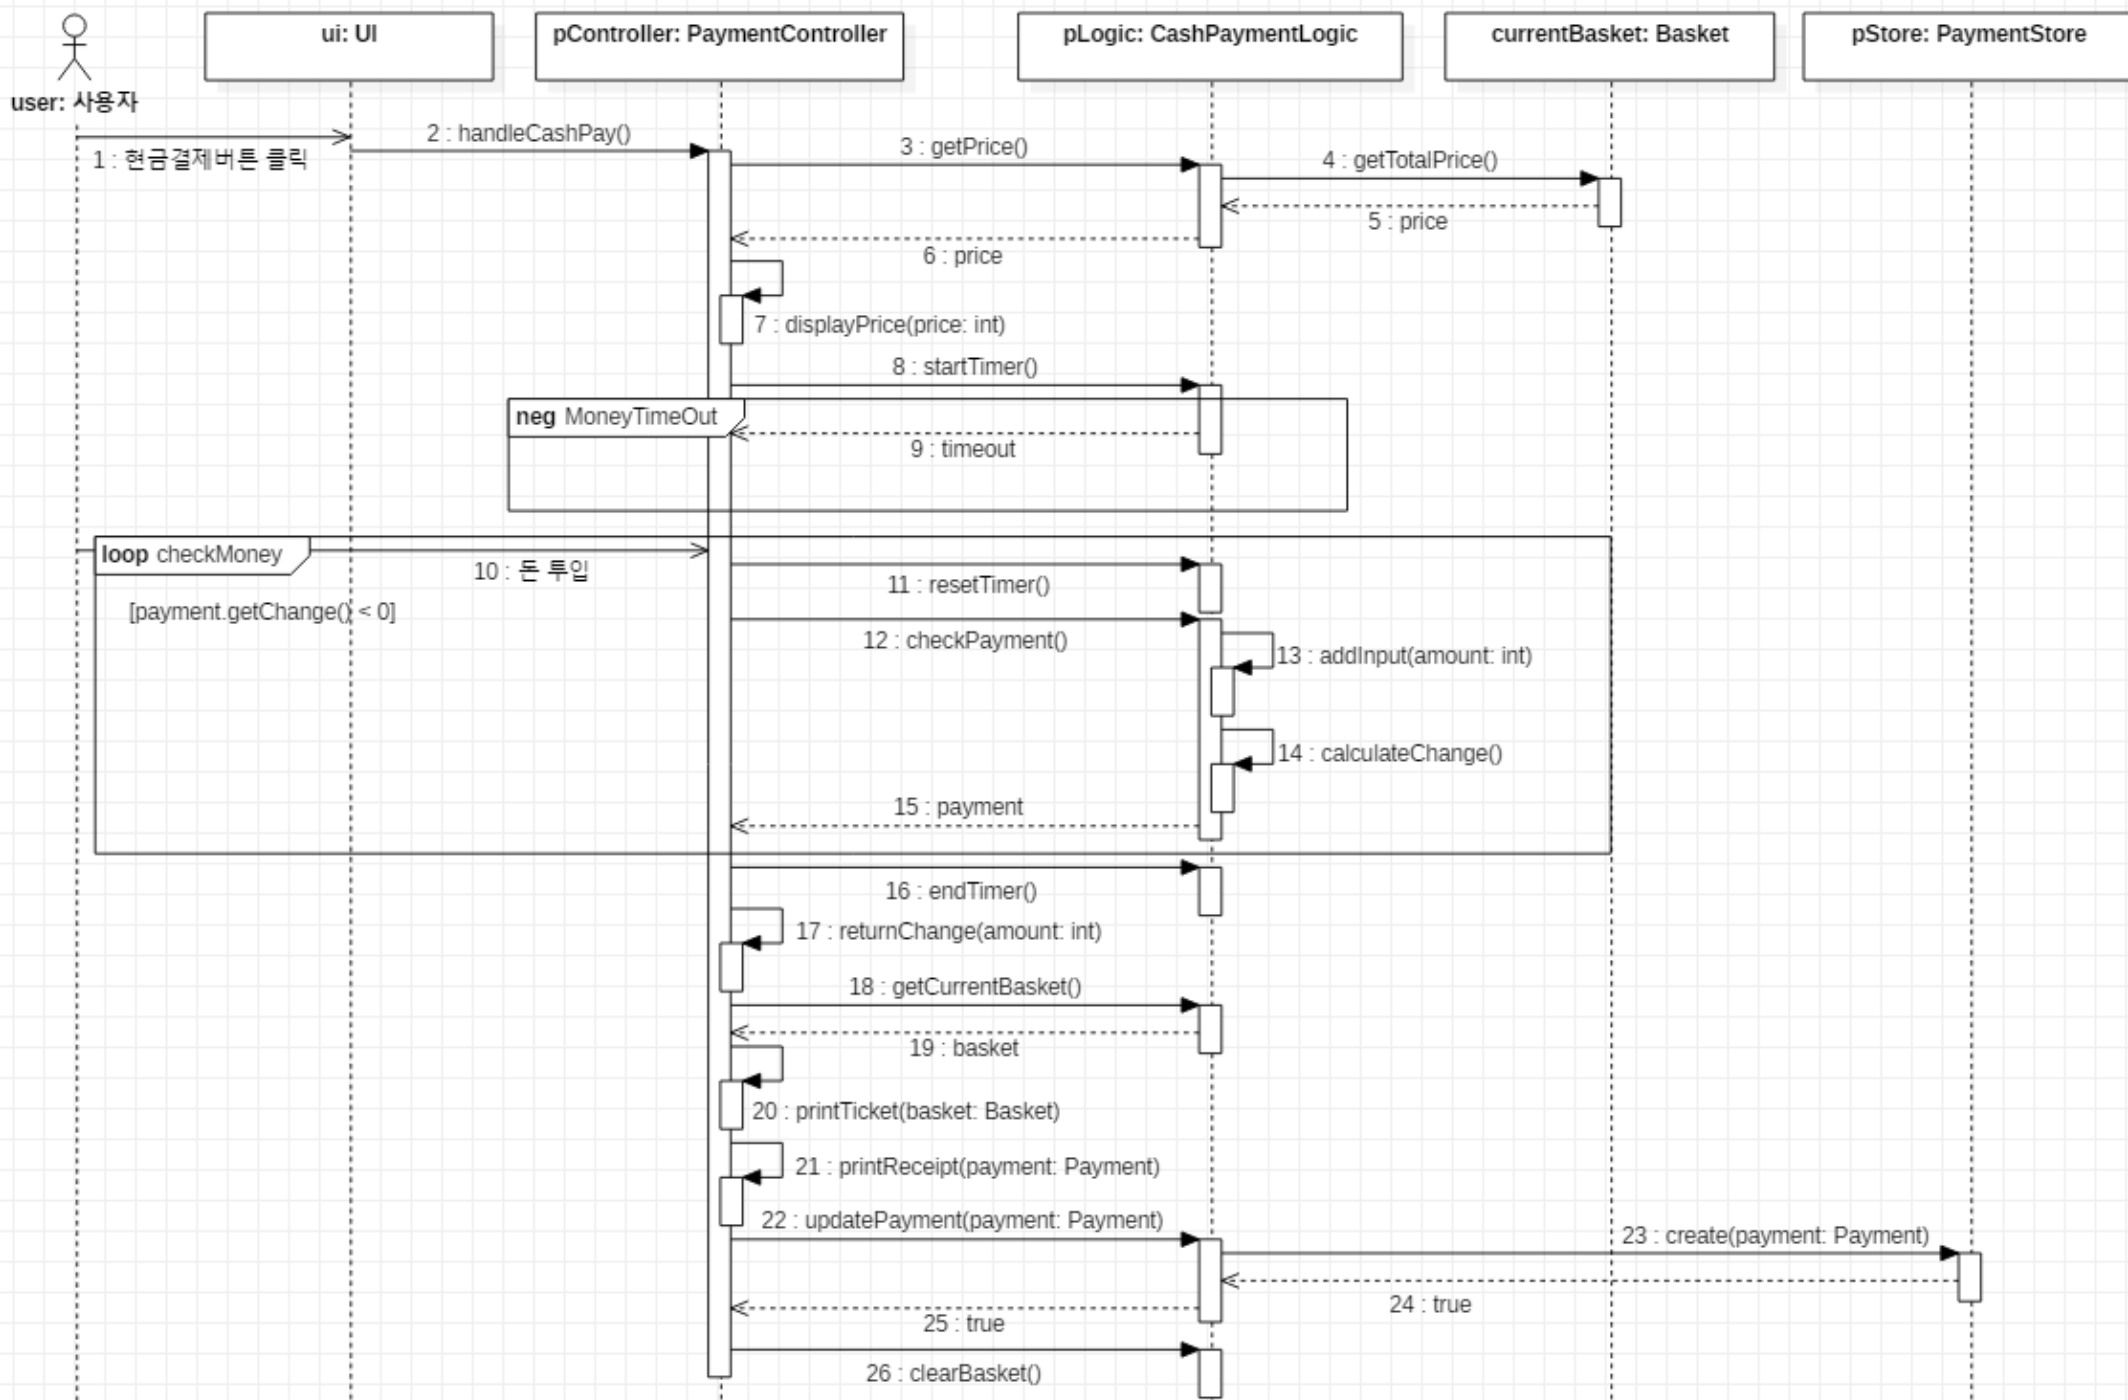 ui: UI
pController: PaymentController
pLogic: CashPaymentLogic
currentBasket: Basket
pStore: PaymentStore
user: 사용자
1 : 현금결제버튼 클릭
2 : handleCashPay()
3 : getPrice()
4 : getTotalPrice()
5 : price
6 : price
7 : displayPrice(price: int)
8 : startTimer()
neg MoneyTimeOut
9 : timeout
loop checkMoney
10 : 돈 투입
[payment.getChange() < 0]
11 : resetTimer()
12 : checkPayment()
13 : addInput(amount: int)
14 : calculateChange()
15 : payment
16 : endTimer()
17 : returnChange(amount: int)
18 : getCurrentBasket()
19 : basket
20 : printTicket(basket: Basket)
21 : printReceipt(payment: Payment)
22 : updatePayment(payment: Payment)
23 : create(payment: Payment)
24 : true
25 : true
26 : clearBasket()